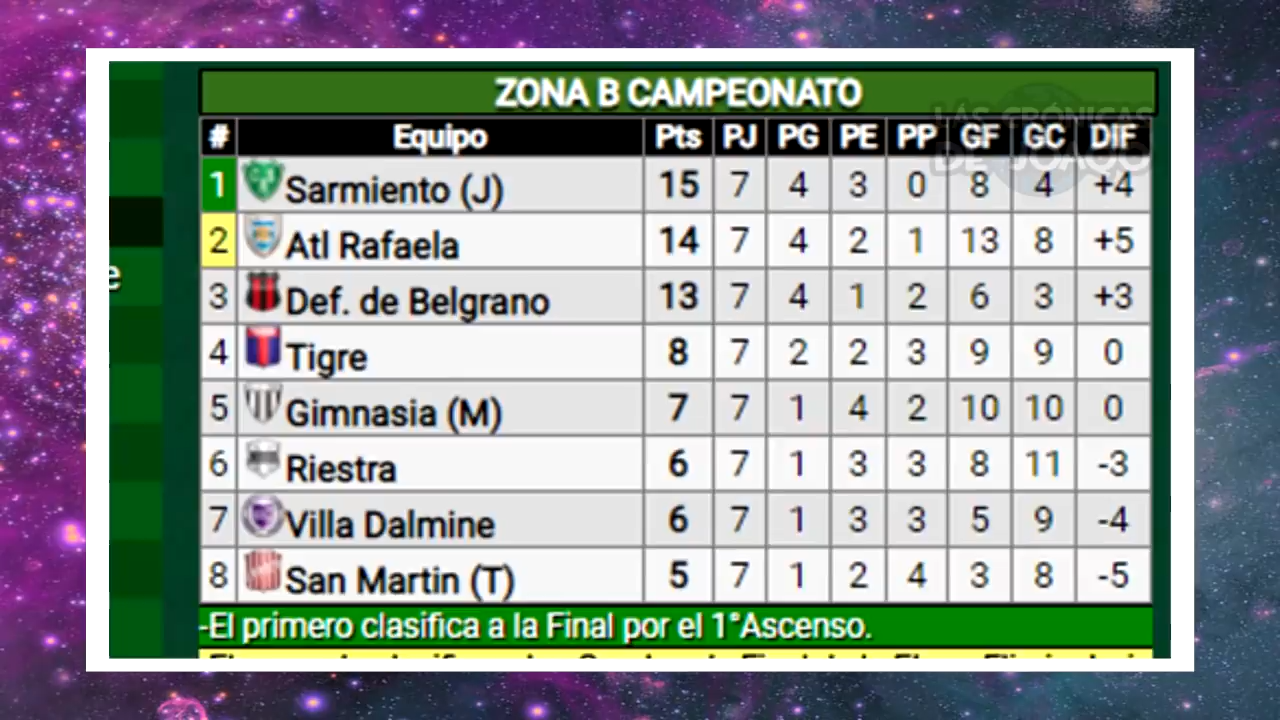 ZONA B CAMPEONATO
LAS CRÓNICAS
DE JOACO
# Equipo Pts PJ PG PE PP GF GC DIF
1 Sarmiento (J) 15 7 4 3 0 8 4 +4
2 Atl Rafaela 14 7 4 2 1 13 8 +5
e
3 Def. de Belgrano 13 7 4 1 2 6 3 +3
4 Tigre 8 7 2 2 3 9 9 0
5 Gimnasia (M) 7 7 1 4 2 10 10 0
6 Riestra 6 7 1 3 3 8 11 -3
7 Villa Dalmine 6 7 1 3 3 5 9 -4
8 San Martin (T) 5 7 1 2 4 3 8 -5
-El primero clasifica a la Final por el 1°Ascenso.